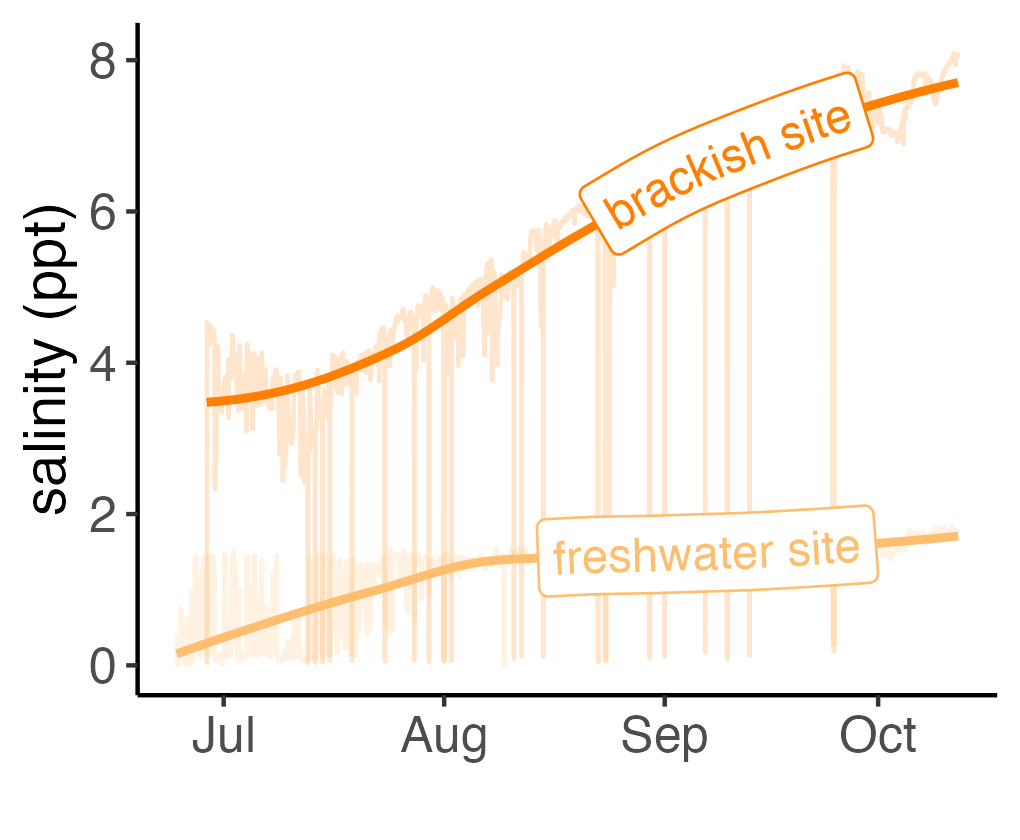 8
6
4
2
0
salinity (ppt)
brackish site
freshwater site
Jul
Aug
Sep
Oct